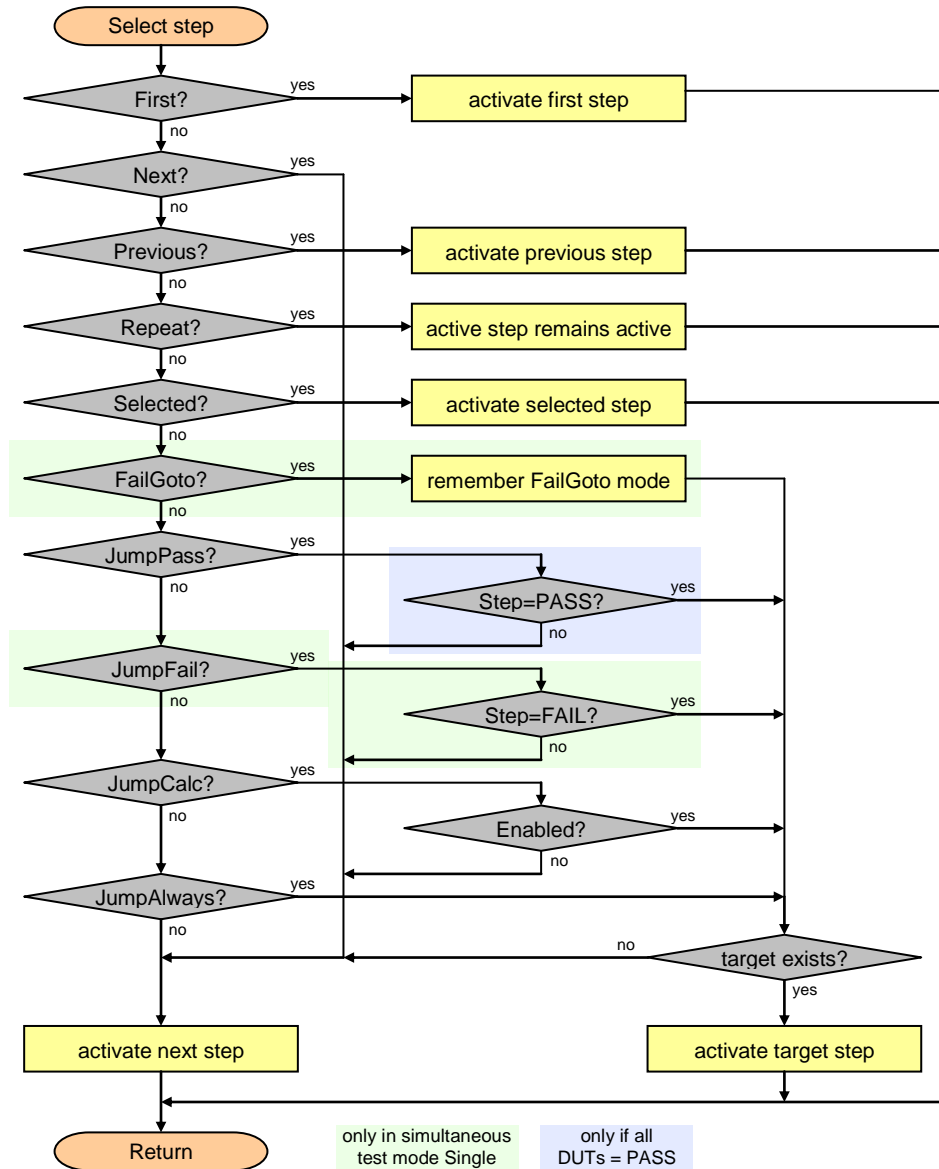 Select step
First?
yes
activate first step
no
Next?
yes
no
Previous?
yes
activate previous step
no
Repeat?
yes
active step remains active
no
Selected?
yes
activate selected step
no
FailGoto?
yes
remember FailGoto mode
no
JumpPass?
yes
no
Step=PASS?
yes
no
JumpFail?
yes
no
Step=FAIL?
yes
no
JumpCalc?
yes
no
Enabled?
yes
no
JumpAlways?
yes
no
target exists?
no
yes
activate next step
activate target step
Return
only in simultaneous
test mode Single
only if all
DUTs = PASS